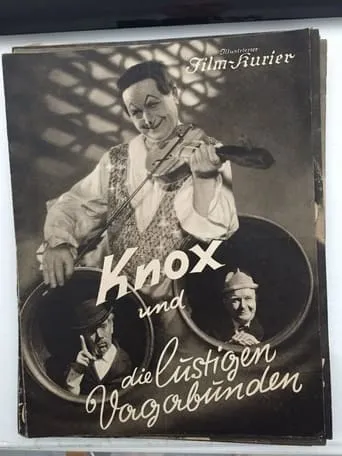 Illustrierter
Film-Kurier
Knox
und
die lustigen
Vagabunden